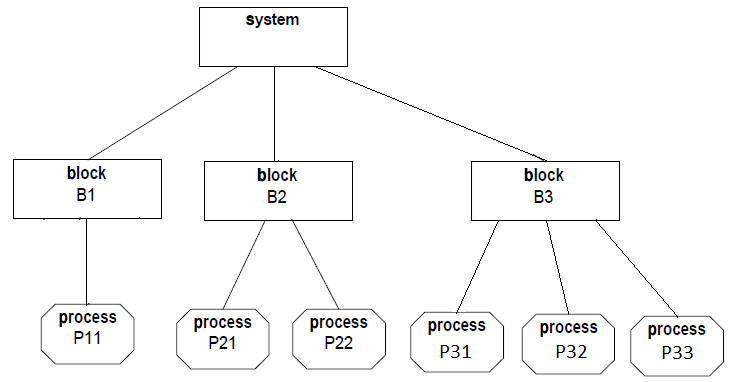 system
block
B1
block
B2
block
B3
process
P11
process
P21
process
P22
process
P31
process
P32
process
P33